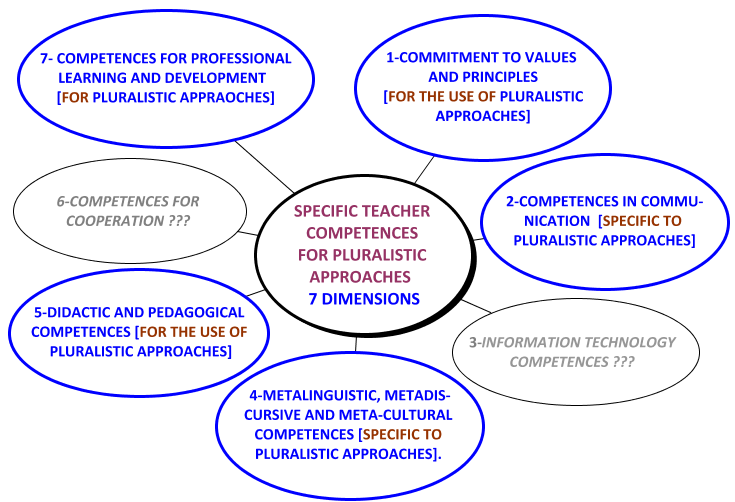 7- COMPETENCES FOR PROFESSIONAL
LEARNING AND DEVELOPMENT
[FOR PLURALISTIC APPRAOCHES]
1-COMMITMENT TO VALUES
AND PRINCIPLES
[FOR THE USE OF PLURALISTIC
APPROACHES]
6-COMPETENCES FOR
COOPERATION ???
SPECIFIC TEACHER
COMPETENCES
FOR PLURALISTIC
APPROACHES
7 DIMENSIONS
2-COMPETENCES IN COMMU-
NICATION [SPECIFIC TO
PLURALISTIC APPROACHES]
5-DIDACTIC AND PEDAGOGICAL
COMPETENCES [FOR THE USE OF
PLURALISTIC APPROACHES]
3-INFORMATION TECHNOLOGY
COMPETENCES ???
4-METALINGUISTIC, METADIS-
CURSIVE AND META-CULTURAL
COMPETENCES [SPECIFIC TO
PLURALISTIC APPROACHES].